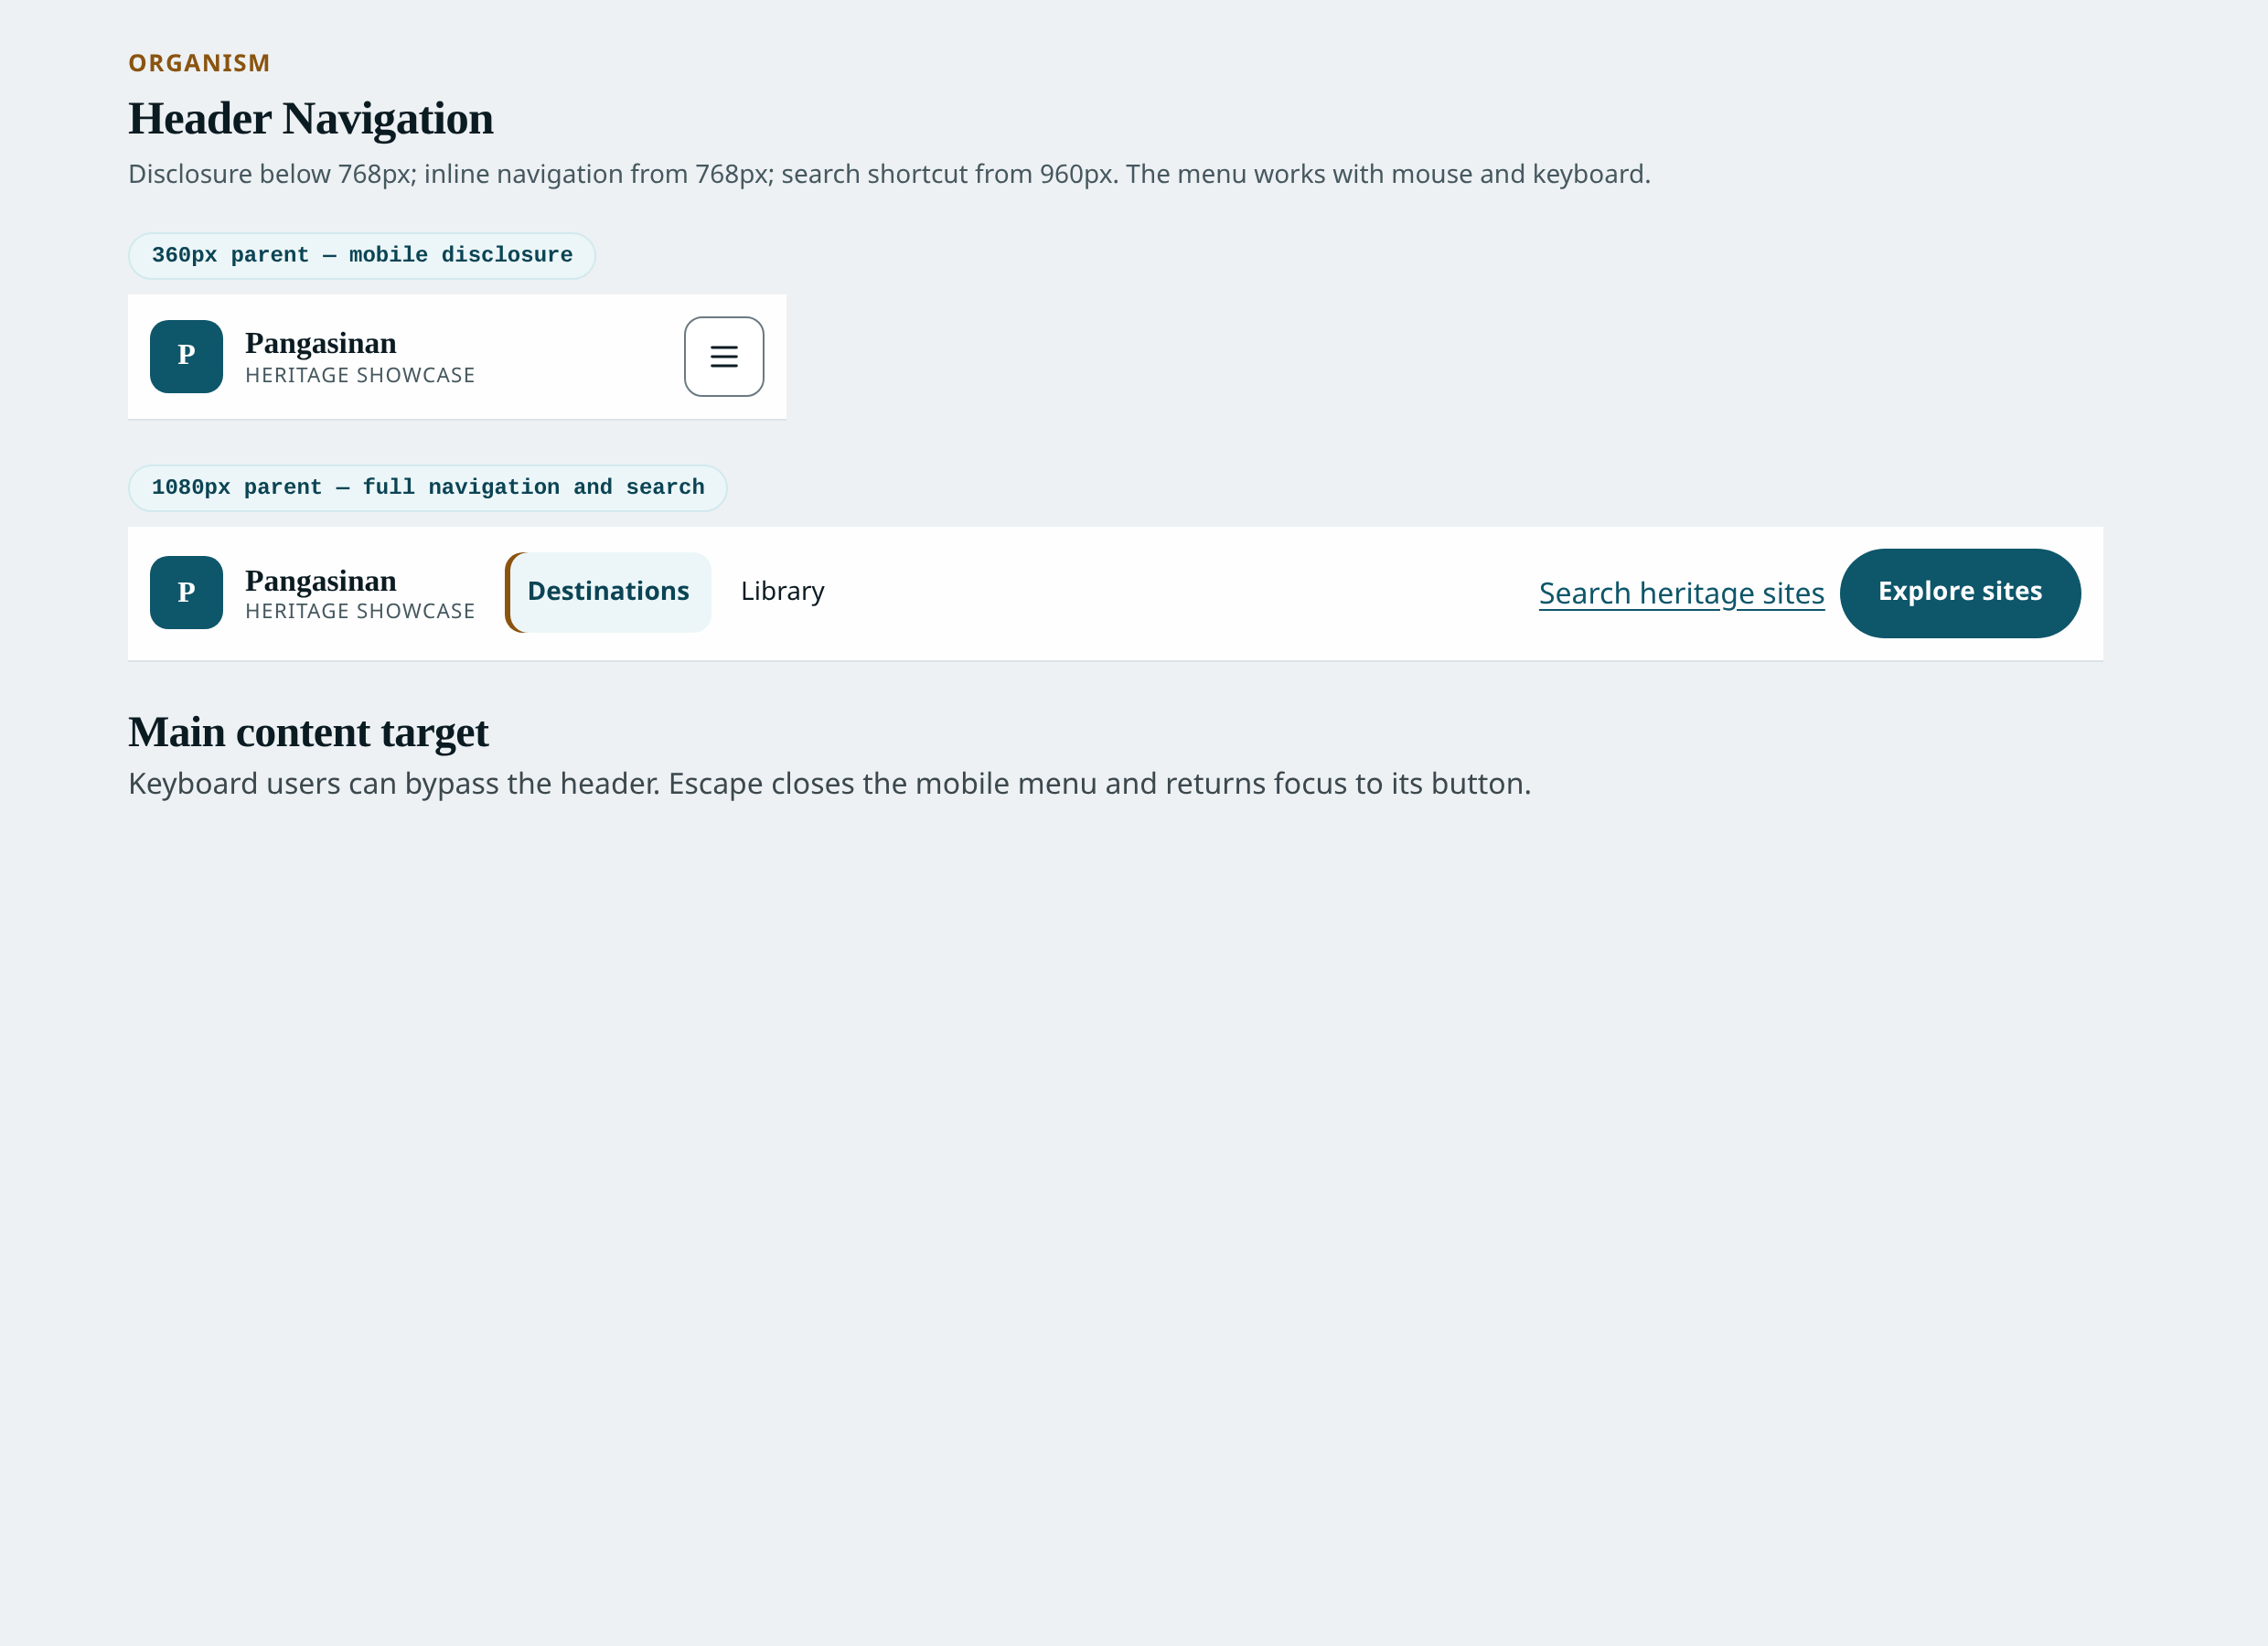 ORGANISM
Header Navigation
Disclosure below 768px; inline navigation from 768px; search shortcut from 960px. The menu works with mouse and keyboard.
360px parent — mobile disclosure
P
Pangasinan
HERITAGE SHOWCASE
1080px parent — full navigation and search
P
Pangasinan
HERITAGE SHOWCASE
Destinations
Library
Search heritage sites
Explore sites
Main content target
Keyboard users can bypass the header. Escape closes the mobile menu and returns focus to its button.